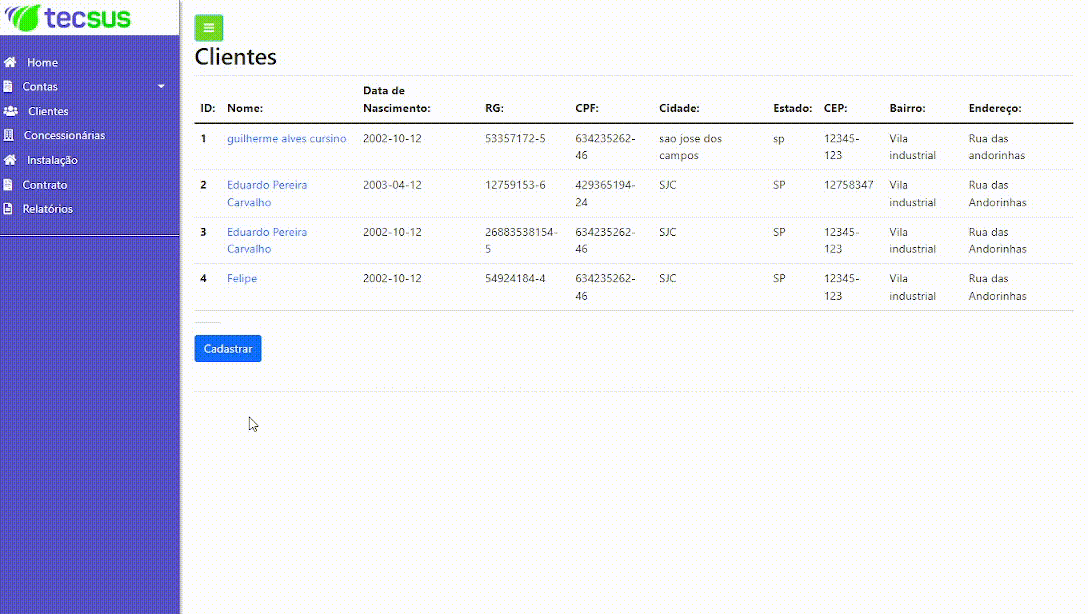 tecsus
Home
Contas
Clientes
Concessionárias
Instalação
Contrato
Relatórios
Clientes
ID: Nome: Data de Nascimento: RG: CPF: Cidade: Estado: CEP: Bairro: Endereço:
1 guilherme alves cursino 2002-10-12 53357172-5 634235262-46 sao jose dos campos sp 12345-123 Vila industrial Rua das andorinhas
2 Eduardo Pereira Carvalho 2003-04-12 12759153-6 429365194-24 SJC SP 12758347 Vila industrial Rua das Andorinhas
3 Eduardo Pereira Carvalho 2002-10-12 26883538154-5 634235262-46 SJC SP 12345-123 Vila industrial Rua das Andorinhas
4 Felipe 2002-10-12 54924184-4 634235262-46 SJC SP 12345-123 Vila industrial Rua das Andorinhas
Cadastrar